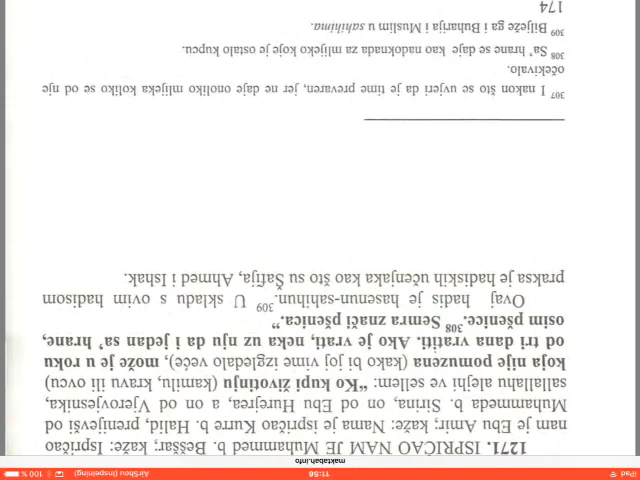 iPad
11:56
AirShou (Inspelning)
100 %
maktabah.info
1271. ISPRIČAO NAM JE Muhammed b. Beššar; kaže: Ispričao
nam je Ebu Amir; kaže: Nama je ispričao Kurre b. Halid, prenijevši od
Muhammeda b. Sirina, on od Ebu Hurejrea, a on od Vjerovjesnika,
sallallahu alejhi ve sellem: "Ko kupi životinju (kamilu, kravu ili ovcu)
koja nije pomuzena (kako bi joj vime izgledalo veće), može je u roku
od tri dana vratiti. Ako je vrati, neka uz nju da i jedan sa' hrane,
osim pšenice.308 Semra znači pšenica."
Ovaj hadis je hasenun-sahihun.309 U skladu s ovim hadisom
praksa je hadiskih učenjaka kao što su Šafija, Ahmed i Ishak.
307 I nakon što se uvjeri da je time prevaren, jer ne daje onoliko mlijeka koliko se od nje
očekivalo.
308 Sa' hrane se daje kao nadoknada za mlijeko koje je ostalo kupcu.
309 Bilježe ga i Buharija i Muslim u sahihima.
174